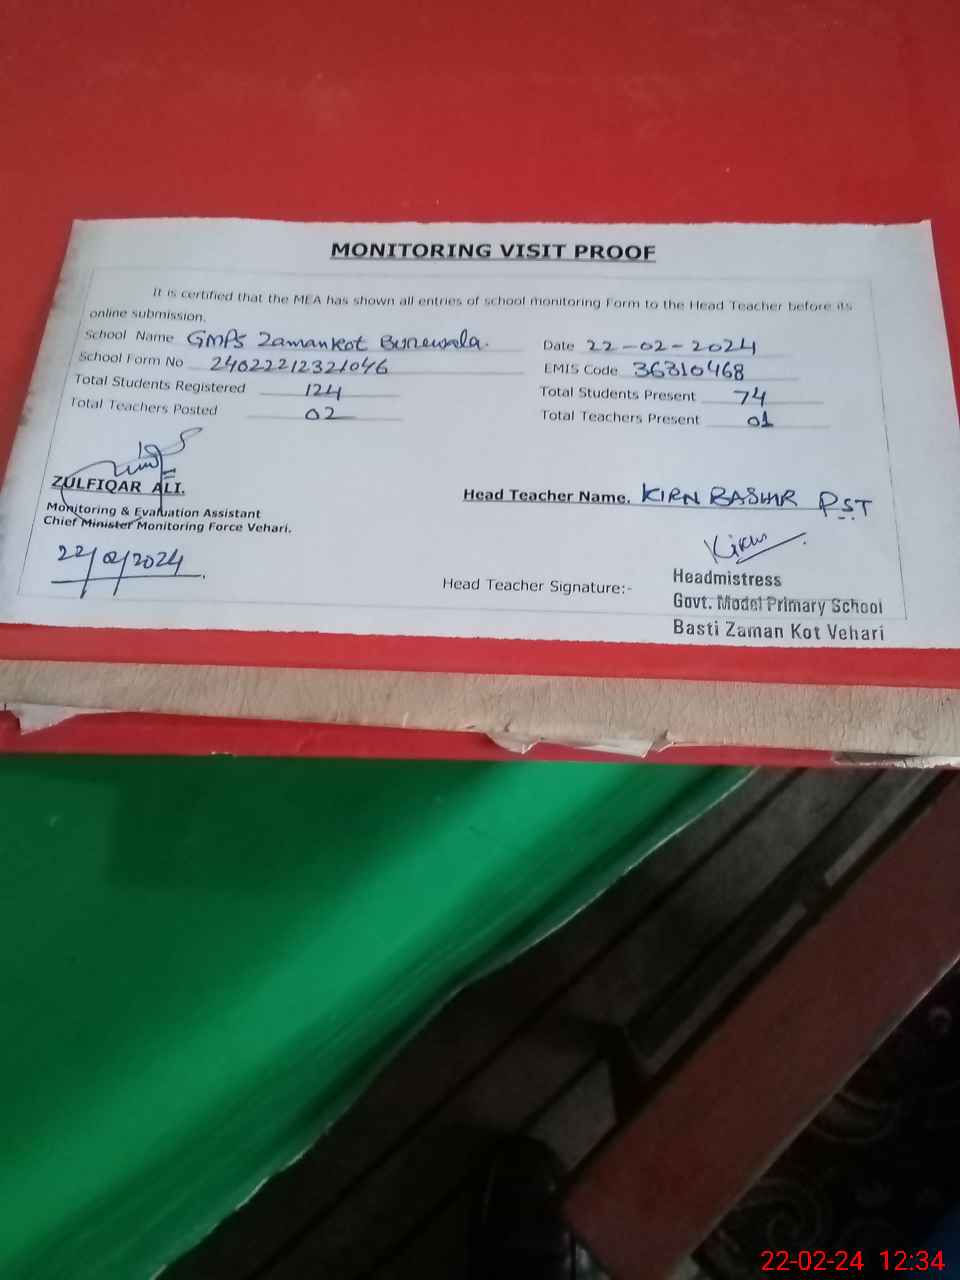 MONITORING VISIT PROOF
It is certified that the MEA has shown all entries of school monitoring Form to the Head Teacher before its
online submission.
School Name GMPS Zamankot Burewala.
Date 22-02-2024
School Form No 24022212321046
EMIS Code 36310468
Total Students Registered 124
Total Students Present 74
Total Teachers Posted 02
Total Teachers Present 01
ZULFIQAR ALI.
Monitoring & Evaluation Assistant
Chief Minister Monitoring Force Vehari.
22/02/2024
Head Teacher Name. KIRN BASHIR PST
Kirn
Head Teacher Signature:-
Headmistress
Govt. Model Primary School
Basti Zaman Kot Vehari
22-02-24 12:34